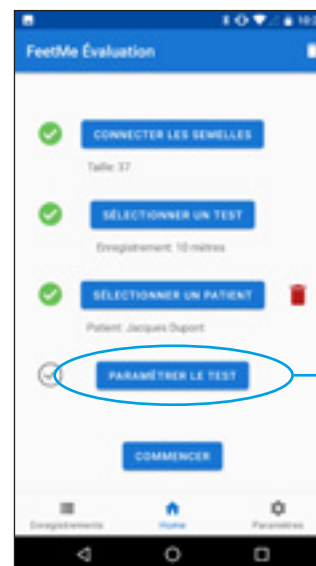 FeetMe Évaluation
CONNECTER LES SEMELLES
Taille: 37
SÉLECTIONNER UN TEST
Enregistrement: 10 mètres
SÉLECTIONNER UN PATIENT
Patient: Jacques Dupont
PARAMÉTRER LE TEST
COMMENCER
Enregistrements Home Paramètres